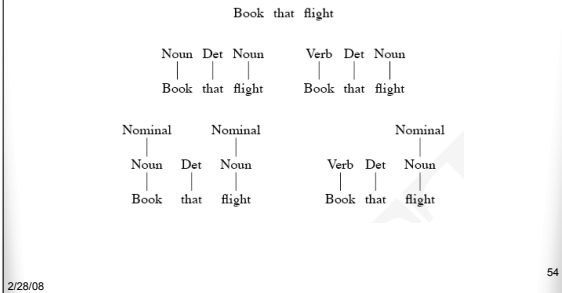 Book that flight
Noun Det Noun Verb Det Noun
Book that flight Book that flight
Nominal Nominal Nominal
Noun Det Noun Verb Det Noun
Book that flight Book that flight
54
2/28/08